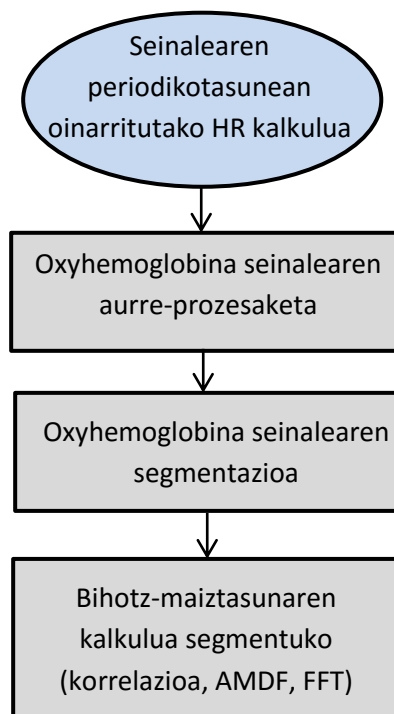 Seinalearen
periodikotasunean
oinarritutako HR kalkulua
Oxyhemoglobina seinalearen
aurre-prozesaketa
Oxyhemoglobina seinalearen
segmentazioa
Bihotz-maiztasunaren
kalkulua segmentuko
(korrelazioa, AMDF, FFT)